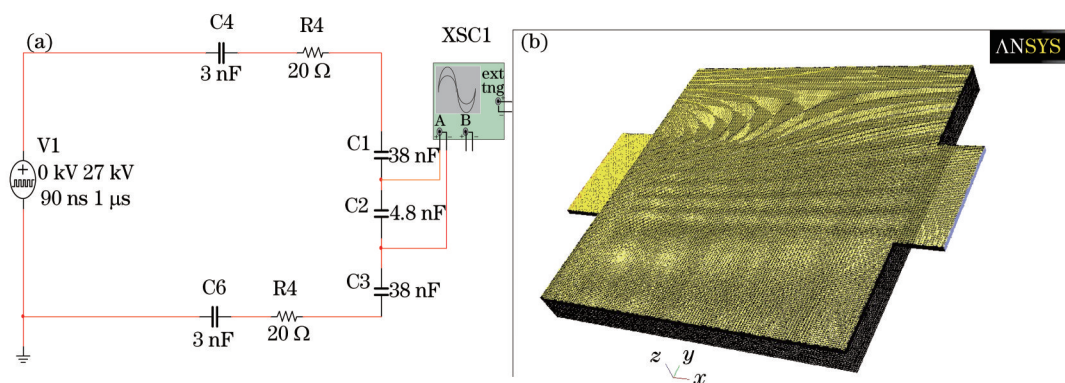 (a)
C4
3 nF
R4
20 Ω
XSC1
ext
tng
A
B
V1
0 kV 27 kV
90 ns 1 μs
C1
38 nF
C2
4.8 nF
C3
38 nF
C6
3 nF
R4
20 Ω
(b)
ΛNSYS
z
y
x